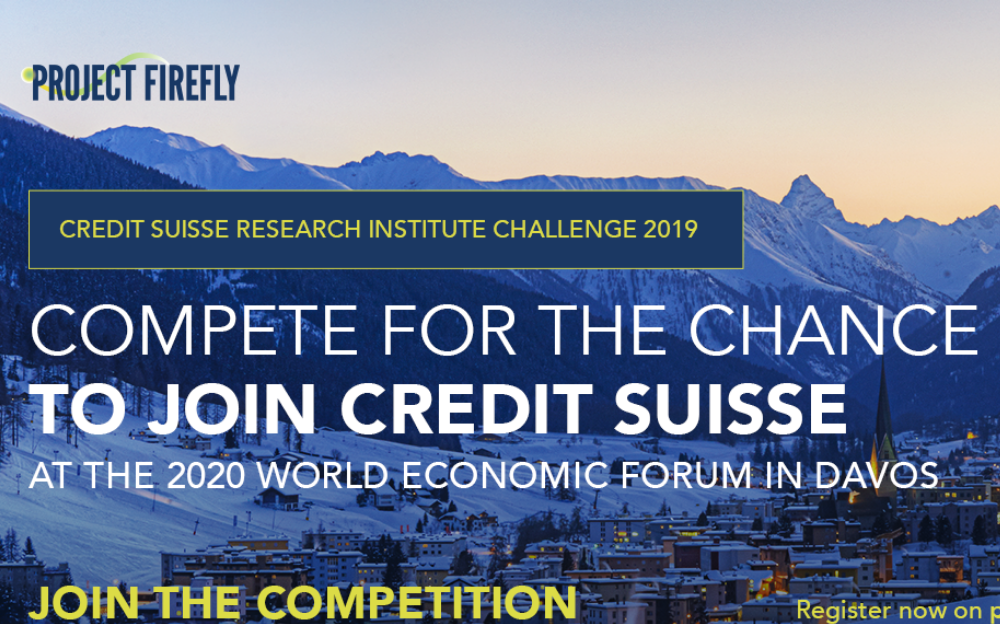 PROJECT FIREFLY
CREDIT SUISSE RESEARCH INSTITUTE CHALLENGE 2019
COMPETE FOR THE CHANCE
TO JOIN CREDIT SUISSE
AT THE 2020 WORLD ECONOMIC FORUM IN DAVOS
JOIN THE COMPETITION
Register now on